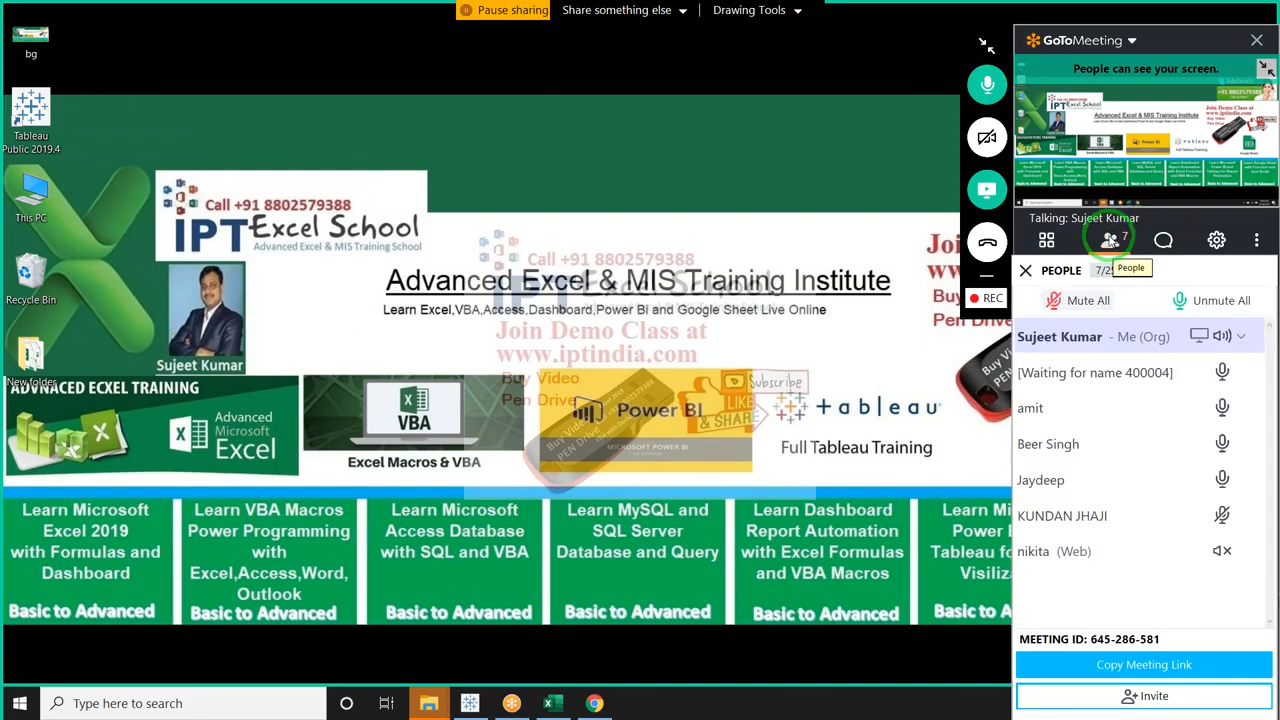 Pause sharing
Share something else
Drawing Tools
bg
Tableau
Public 2019.4
This PC
Recycle Bin
New folder
Call +91 8802579388
IPT Excel School
Advanced Excel & MIS Training School
Sujeet Kumar
Advanced Excel & MIS Training Institute
Learn Excel,VBA,Access,Dashboard,Power Bi and Google Sheet Live Online
Call +91 8802579388
Join Demo Class at
www.iptindia.com
Buy Video
Pen Drive
Subscribe
LIKE
& SHARE
ADVANCED ECXEL TRAINING
Advanced
Microsoft
Excel
VBA
Excel Macros & VBA
Power BI
MICROSOFT POWER BI
+ableau
Full Tableau Training
Learn Microsoft
Excel 2019
with Formulas and
Dashboard
Basic to Advanced
Learn VBA Macros
Power Programming
with
Excel,Access,Word,
Outlook
Basic to Advanced
Learn Microsoft
Access Database
with SQL and VBA
Basic to Advanced
Learn MySQL and
SQL Server
Database and Query
Basic to Advanced
Learn Dashboard
Report Automation
with Excel Formulas
and VBA Macros
Basic to Advanced
REC
GoToMeeting
People can see your screen.
Talking: Sujeet Kumar
7
People
PEOPLE
Mute All
Unmute All
Sujeet Kumar - Me (Org)
[Waiting for name 400004]
amit
Beer Singh
Jaydeep
KUNDAN JHAJI
nikita (Web)
MEETING ID: 645-286-581
Copy Meeting Link
Invite
Type here to search